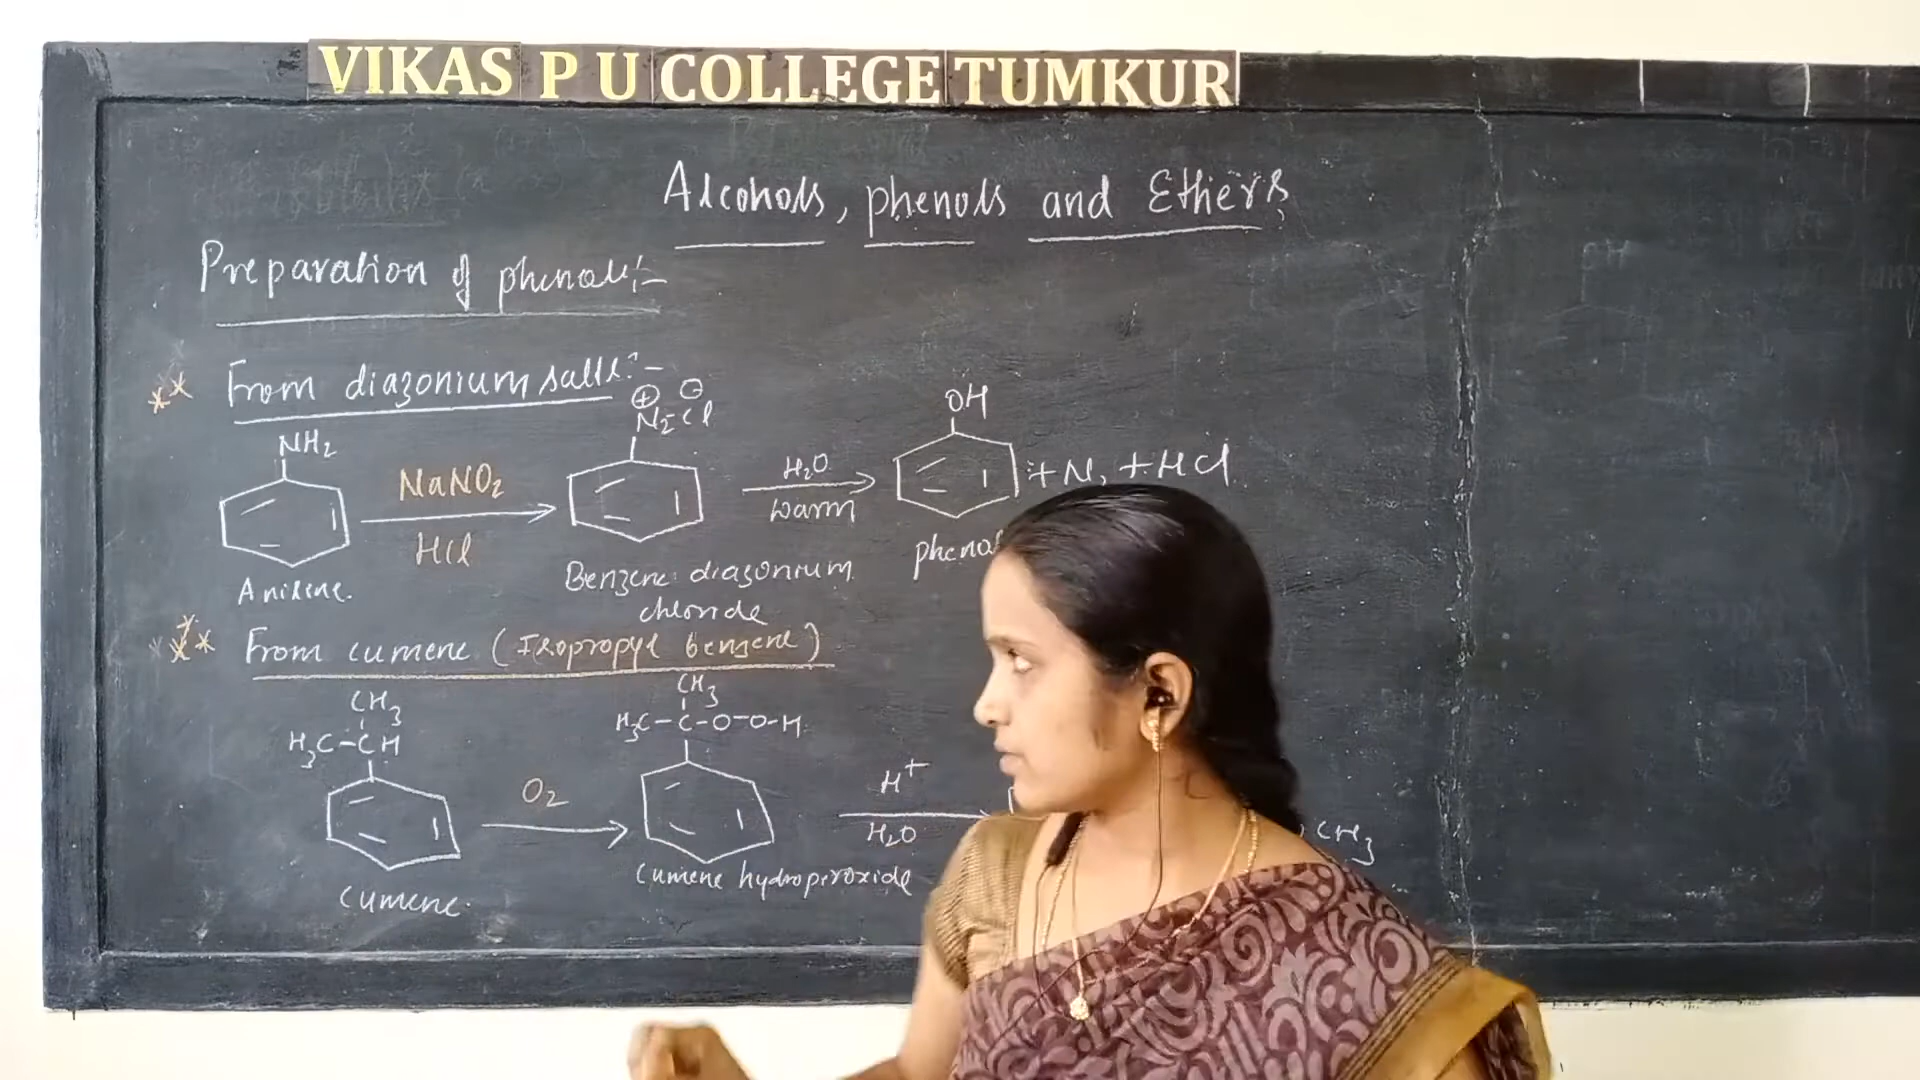 VIKAS P U COLLEGE TUMKUR
Alcohols, phenols and Ethers
Preparation of phenols:-
** From diazonium salts:-
NH2
NaNO2
HCl
Aniline.
⊕ ⊖
N2-Cl
Benzene diazonium
chloride
H2O
warm
OH
+ N2 + HCl
phenol
*** From cumene (Isopropyl benzene)
CH3
H3C-CH
cumene.
O2
CH3
H3C-C-O-O-H
cumene hydroperoxide
H+
H2O
CH3